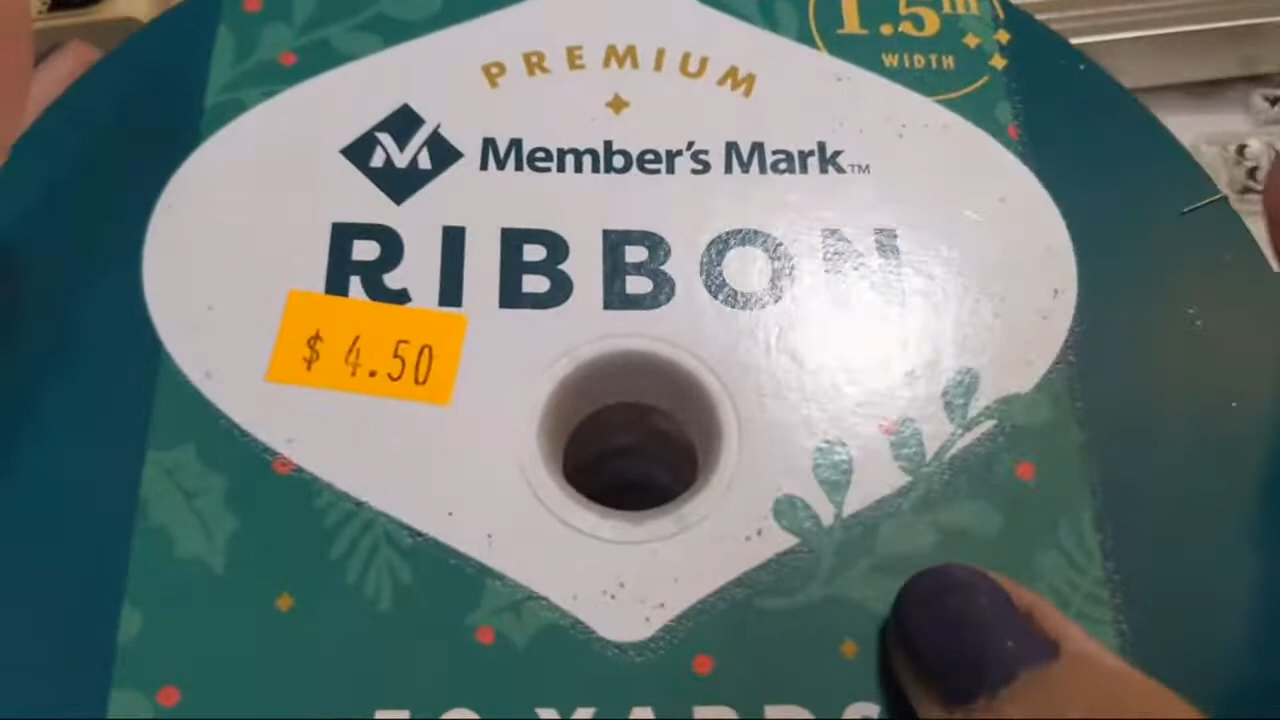 1.5in
WIDTH
PREMIUM
Member's Mark™
RIBBON
$ 4.50
YARDS